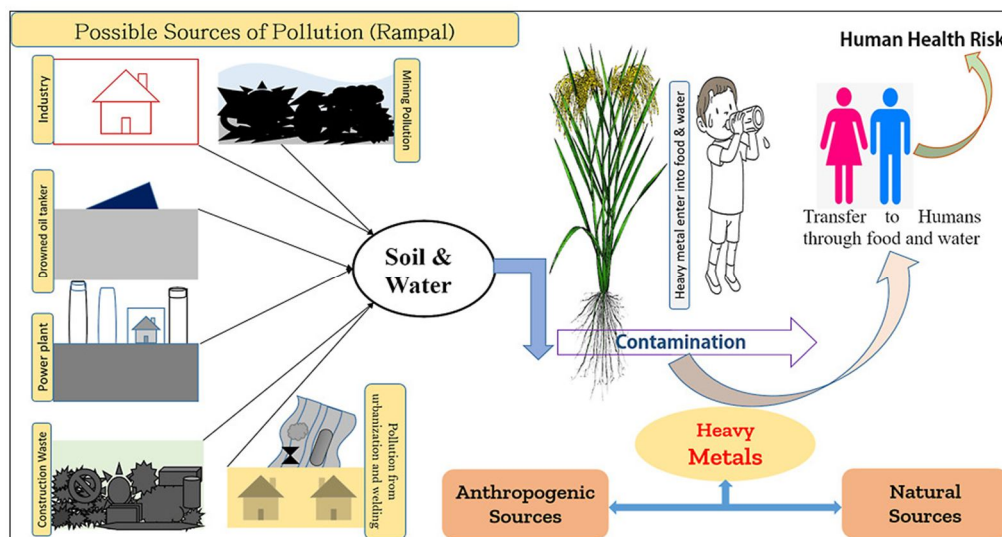 Possible Sources of Pollution (Rampal)
Industry
Mining Pollution
Drowned oil tanker
Power plant
Construction Waste
Pollution from
urbanization and welding
Soil &
Water
Heavy metal enter into food & water
Human Health Risk
Transfer to Humans
through food and water
Contamination
Heavy
Metals
Anthropogenic
Sources
Natural
Sources